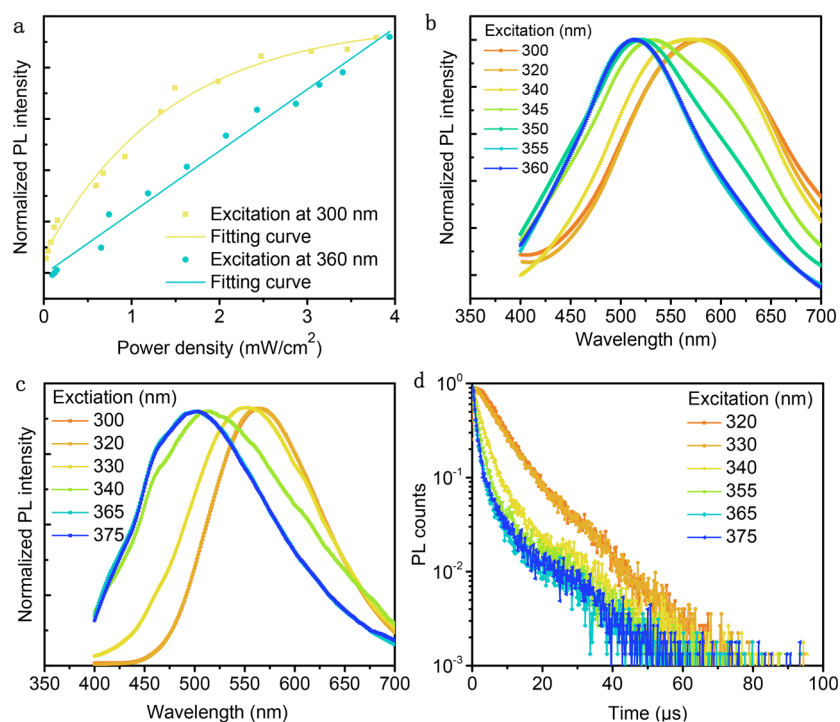 a
Normalized PL intensity
Excitation at 300 nm
Fitting curve
Excitation at 360 nm
Fitting curve
0 1 2 3 4
Power density (mW/cm²)
b
Normalized PL intensity
Excitation (nm)
300
320
340
345
350
355
360
350 400 450 500 550 600 650 700
Wavelength (nm)
c
Normalized PL intensity
Exctiation (nm)
300
320
330
340
365
375
350 400 450 500 550 600 650 700
Wavelength (nm)
d
PL counts
10⁰
10⁻¹
10⁻²
10⁻³
Excitation (nm)
320
330
340
355
365
375
0 20 40 60 80 100
Time (μs)